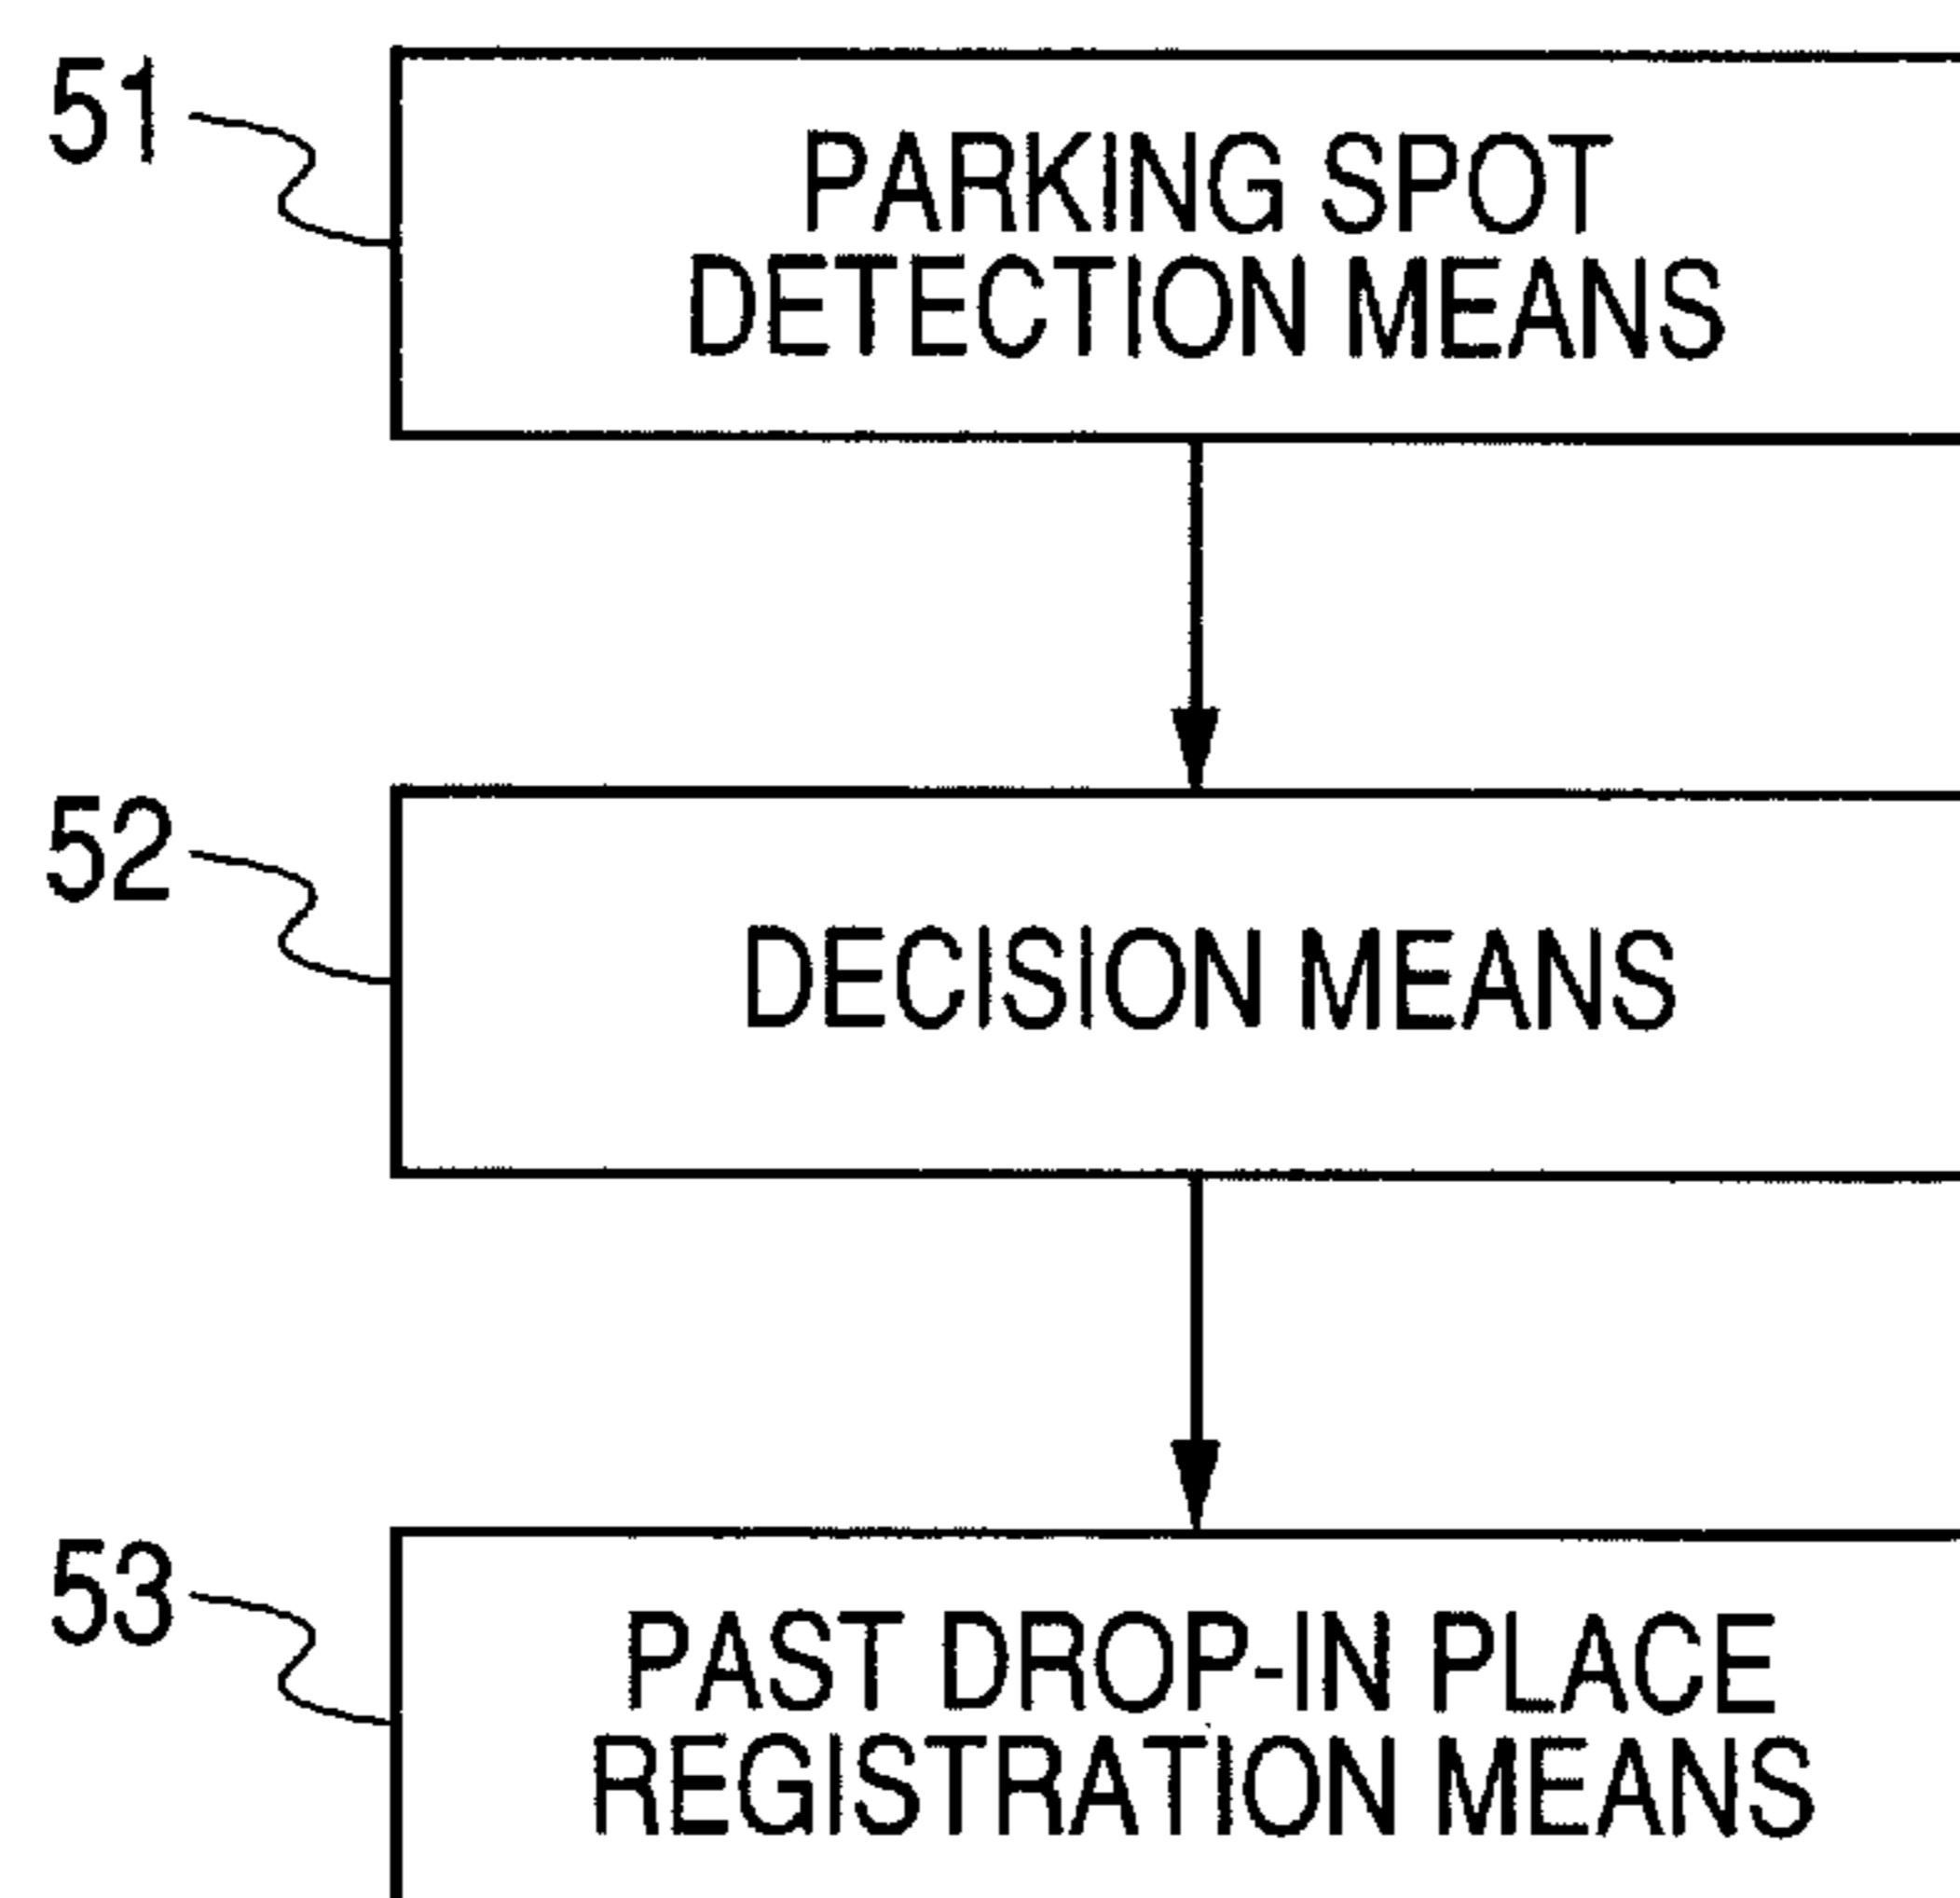 51
PARKING SPOT
DETECTION MEANS
52
DECISION MEANS
53
PAST DROP-IN PLACE
REGISTRATION MEANS